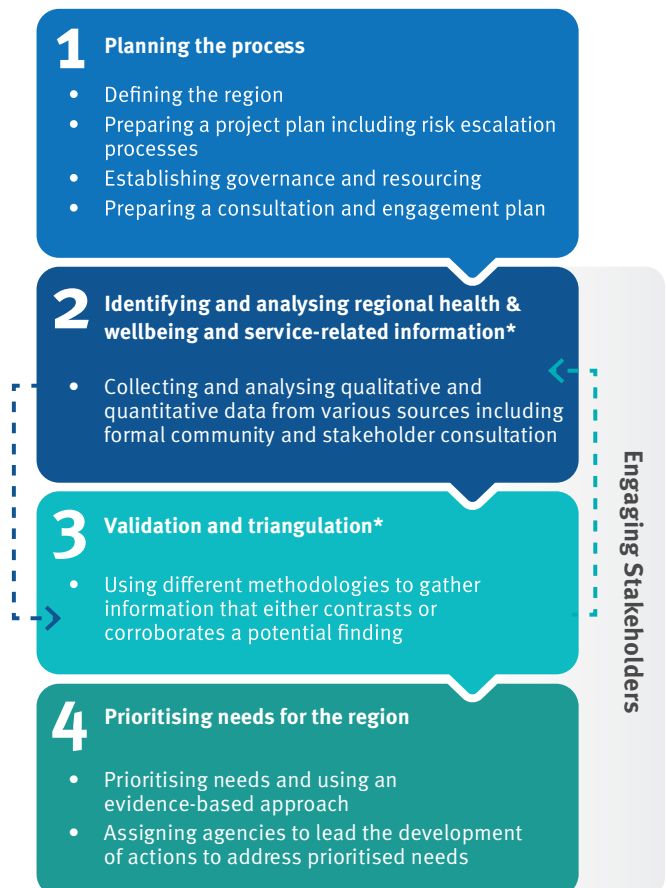 1 Planning the process
• Defining the region
• Preparing a project plan including risk escalation
processes
• Establishing governance and resourcing
• Preparing a consultation and engagement plan
2 Identifying and analysing regional health &
wellbeing and service-related information*
• Collecting and analysing qualitative and
quantitative data from various sources including
formal community and stakeholder consultation
3 Validation and triangulation*
• Using different methodologies to gather
information that either contrasts or
corroborates a potential finding
4 Prioritising needs for the region
• Prioritising needs and using an
evidence-based approach
• Assigning agencies to lead the development
of actions to address prioritised needs
Engaging Stakeholders